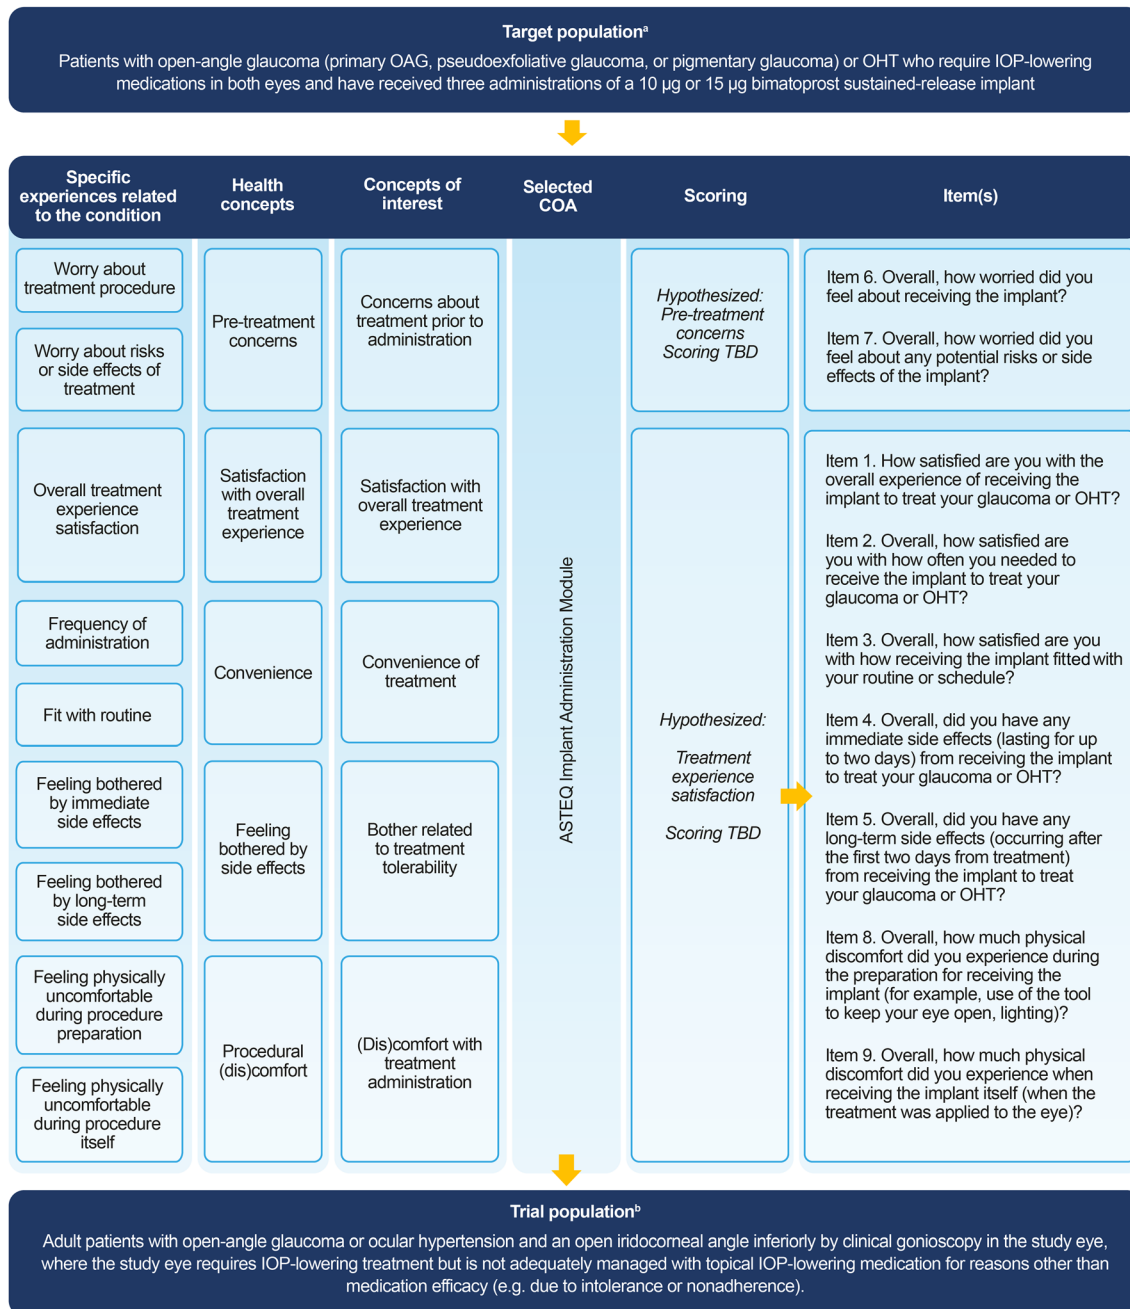 Target populationᵃ
Patients with open-angle glaucoma (primary OAG, pseudoexfoliative glaucoma, or pigmentary glaucoma) or OHT who require IOP-lowering
medications in both eyes and have received three administrations of a 10 µg or 15 µg bimatoprost sustained-release implant
Specific
experiences related
to the condition
Health
concepts
Concepts of
interest
Selected
COA
Scoring
Item(s)
Worry about
treatment procedure
Worry about risks
or side effects of
treatment
Pre-treatment
concerns
Concerns about
treatment prior to
administration
Hypothesized:
Pre-treatment
concerns
Scoring TBD
Item 6. Overall, how worried did you
feel about receiving the implant?
Item 7. Overall, how worried did you
feel about any potential risks or side
effects of the implant?
Overall treatment
experience
satisfaction
Satisfaction
with overall
treatment
experience
Satisfaction with
overall treatment
experience
Frequency of
administration
Fit with routine
Convenience
Convenience of
treatment
Feeling bothered
by immediate
side effects
Feeling bothered
by long-term
side effects
Feeling
bothered by
side effects
Bother related
to treatment
tolerability
Feeling physically
uncomfortable
during procedure
preparation
Feeling physically
uncomfortable
during procedure
itself
Procedural
(dis)comfort
(Dis)comfort with
treatment
administration
ASTEQ Implant Administration Module
Hypothesized:
Treatment
experience
satisfaction
Scoring TBD
Item 1. How satisfied are you with the
overall experience of receiving the
implant to treat your glaucoma or OHT?
Item 2. Overall, how satisfied are
you with how often you needed to
receive the implant to treat your
glaucoma or OHT?
Item 3. Overall, how satisfied are you
with how receiving the implant fitted with
your routine or schedule?
Item 4. Overall, did you have any
immediate side effects (lasting for up
to two days) from receiving the implant
to treat your glaucoma or OHT?
Item 5. Overall, did you have any
long-term side effects (occurring after
the first two days from treatment)
from receiving the implant to treat
your glaucoma or OHT?
Item 8. Overall, how much physical
discomfort did you experience during
the preparation for receiving the
implant (for example, use of the tool
to keep your eye open, lighting)?
Item 9. Overall, how much physical
discomfort did you experience when
receiving the implant itself (when the
treatment was applied to the eye)?
Trial populationᵇ
Adult patients with open-angle glaucoma or ocular hypertension and an open iridocorneal angle inferiorly by clinical gonioscopy in the study eye,
where the study eye requires IOP-lowering treatment but is not adequately managed with topical IOP-lowering medication for reasons other than
medication efficacy (e.g. due to intolerance or nonadherence).